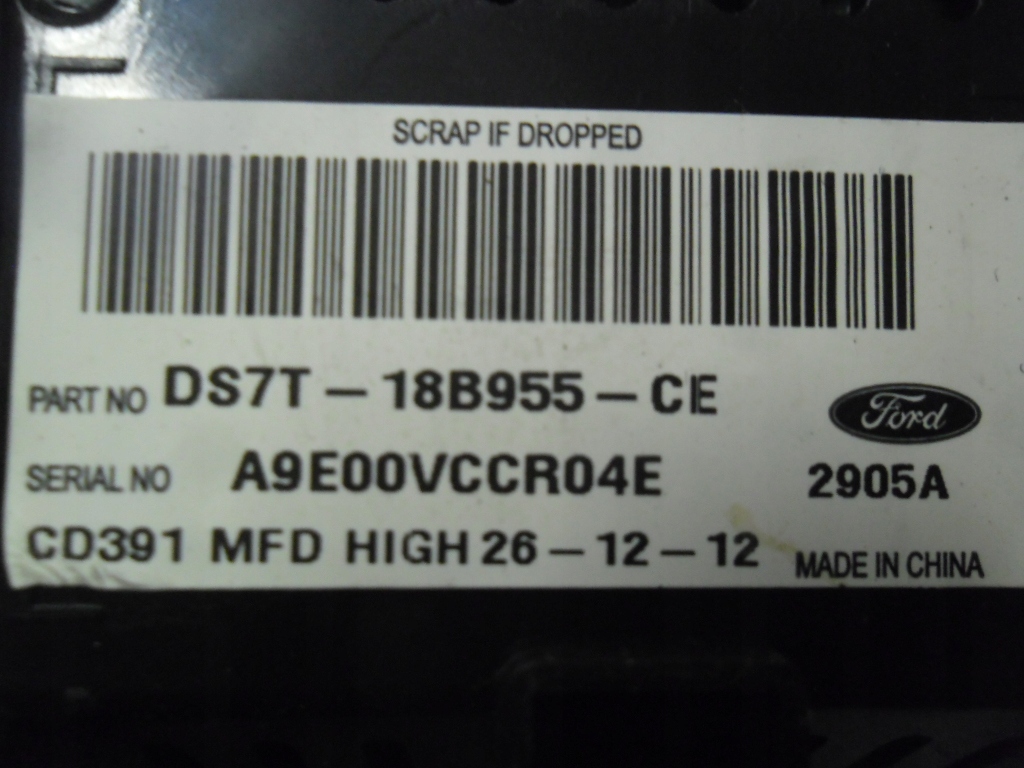 SCRAP IF DROPPED
PART NO DS7T-18B955-CE
Ford
SERIAL NO A9E00VCCR04E 2905A
CD391 MFD HIGH 26-12-12 MADE IN CHINA